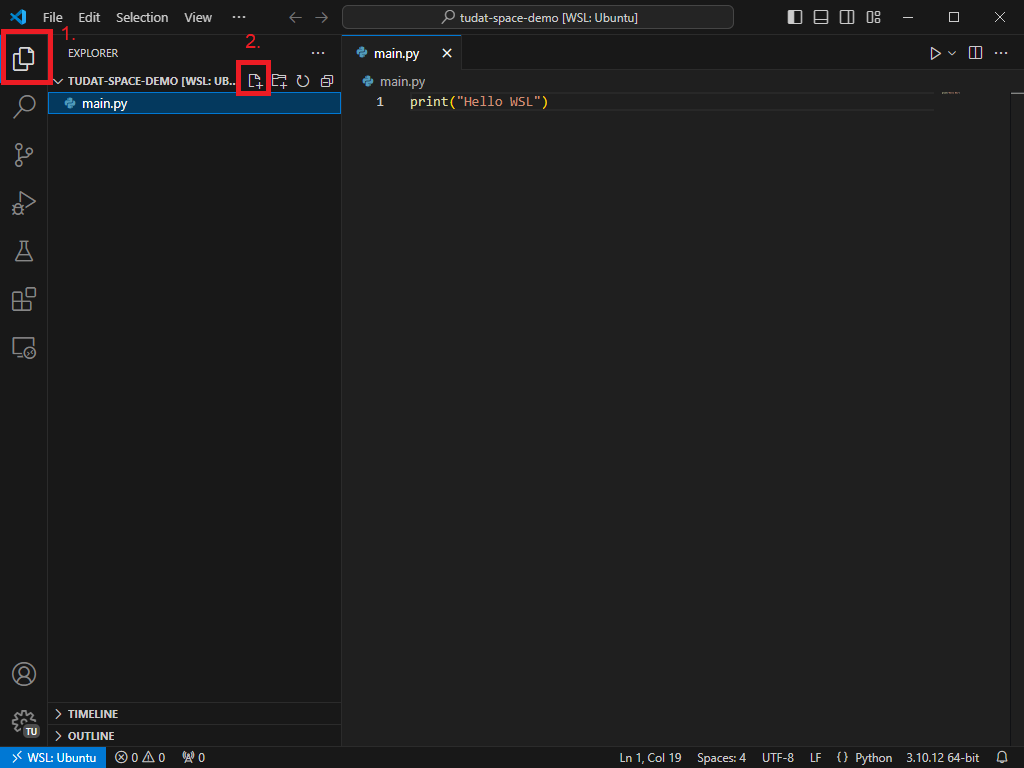 File Edit Selection View ···
tudat-space-demo [WSL: Ubuntu]
1.
2.
EXPLORER ···
TUDAT-SPACE-DEMO [WSL: UB...
main.py
main.py
main.py
1 print("Hello WSL")
TIMELINE
OUTLINE
TU
WSL: Ubuntu 0 0 0 Ln 1, Col 19 Spaces: 4 UTF-8 LF {} Python 3.10.12 64-bit